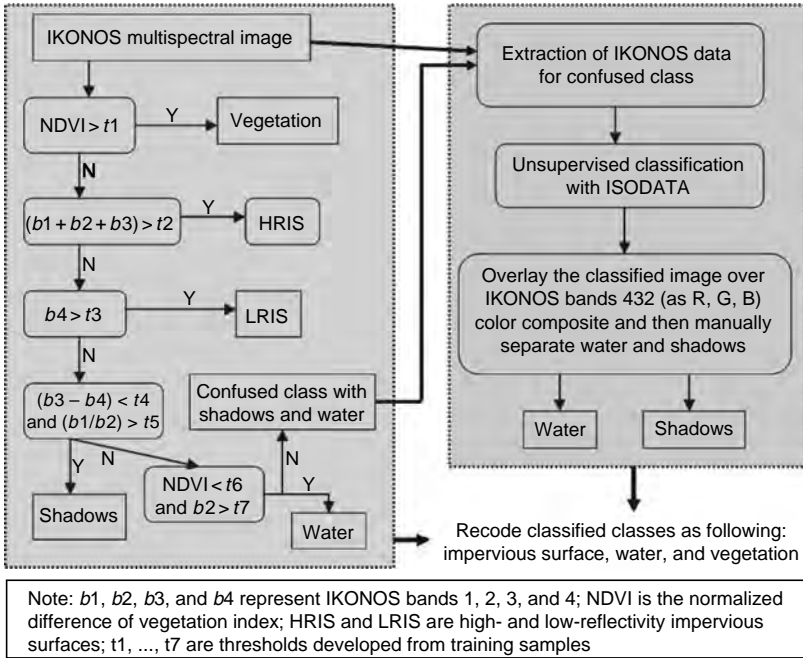 IKONOS multispectral image
NDVI > t1
Y
Vegetation
N
(b1 + b2 + b3) > t2
Y
HRIS
N
b4 > t3
Y
LRIS
N
(b3 – b4) < t4
and (b1/b2) > t5
Confused class with
shadows and water
Y
N
N
Y
NDVI < t6
and b2 > t7
Shadows
Water
Extraction of IKONOS data
for confused class
Unsupervised classification
with ISODATA
Overlay the classified image over
IKONOS bands 432 (as R, G, B)
color composite and then manually
separate water and shadows
Water
Shadows
Recode classified classes as following:
impervious surface, water, and vegetation
Note: b1, b2, b3, and b4 represent IKONOS bands 1, 2, 3, and 4; NDVI is the normalized
difference of vegetation index; HRIS and LRIS are high- and low-reflectivity impervious
surfaces; t1, ..., t7 are thresholds developed from training samples